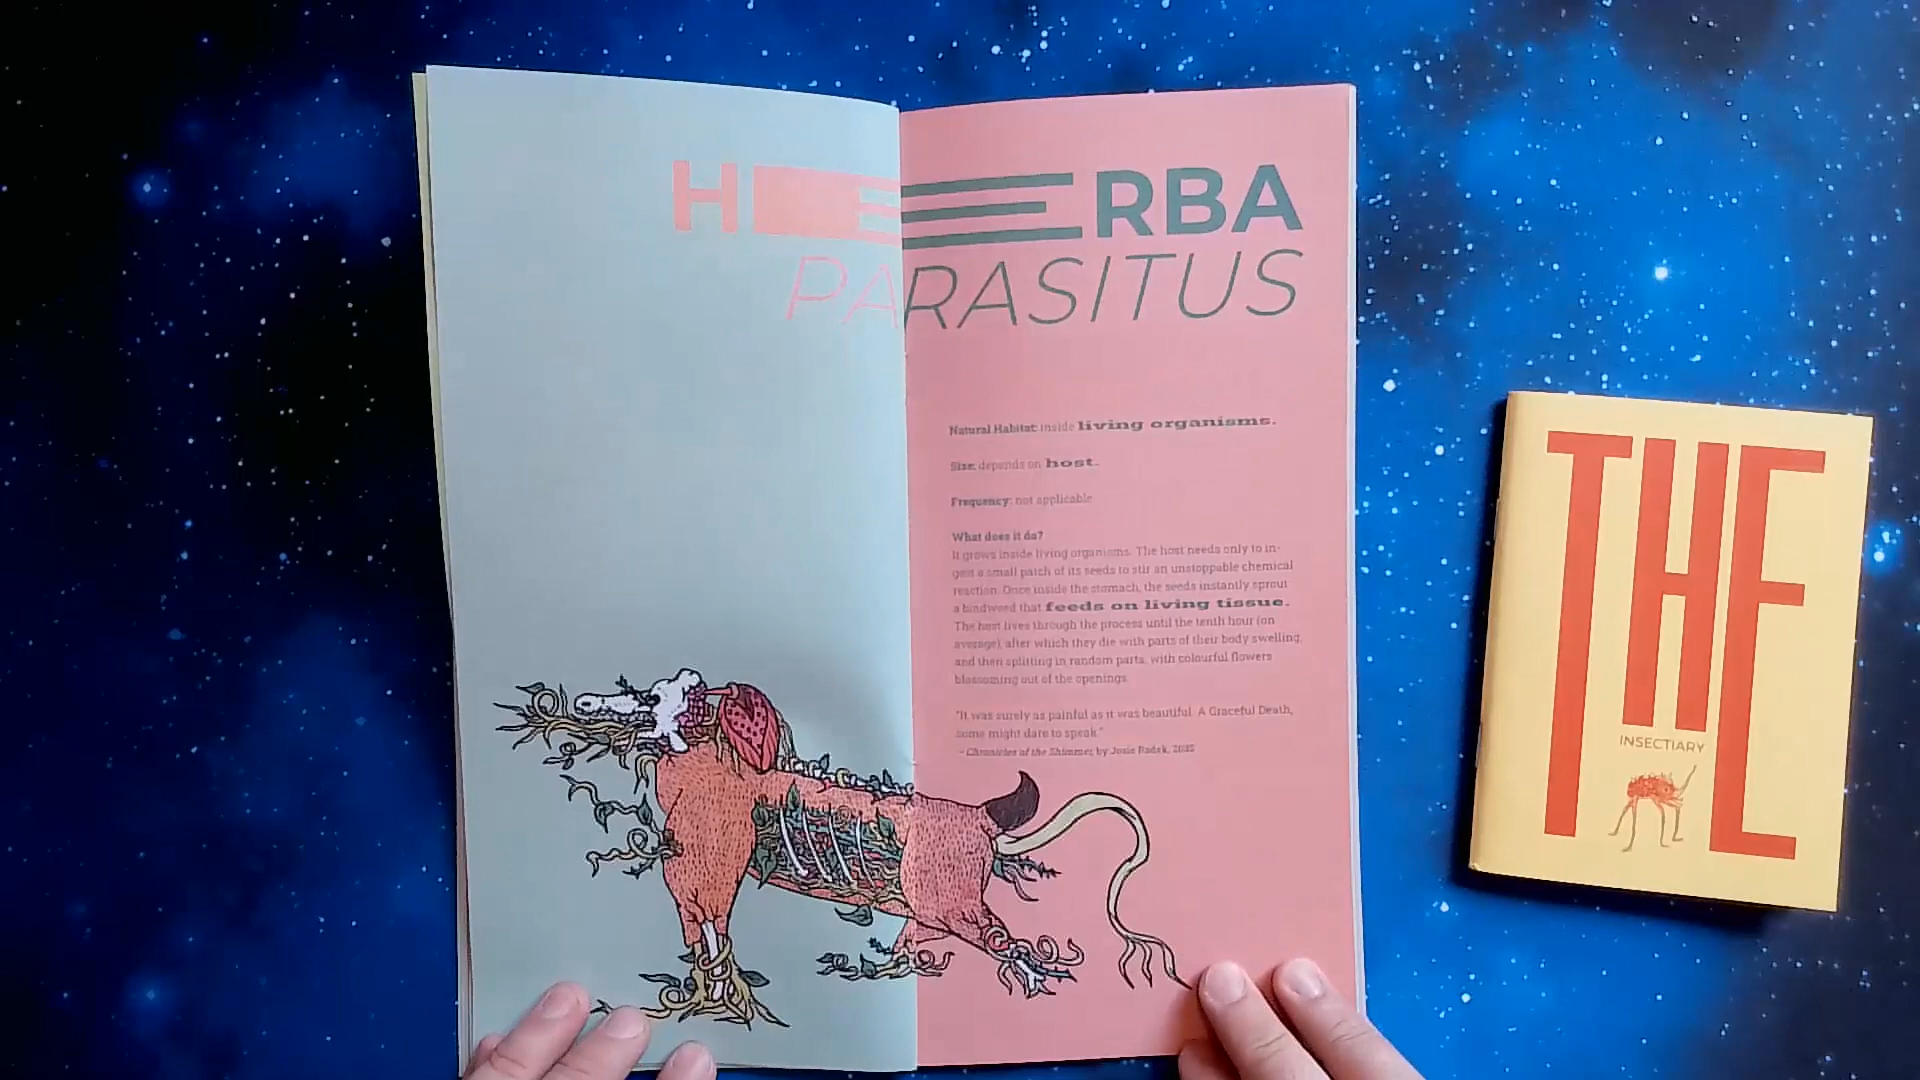 HERBA
PARASITUS
Natural Habitat: inside living organisms.
Size: depends on host.
Frequency: not applicable
What does it do?
It grows inside living organisms. The host needs only to in-
gest a small patch of its seeds to stir an unstoppable chemical
reaction. Once inside the stomach, the seeds instantly sprout
a bindweed that feeds on living tissue.
The host lives through the process until the tenth hour (on
average), after which they die with parts of their body swelling,
and then splitting in random parts, with colourful flowers
blossoming out of the openings.
"It was surely as painful as it was beautiful. A Graceful Death,
some might dare to speak."
- Chronicles of the Shimmer, by Josie Radek, 2035
THE
INSECTIARY